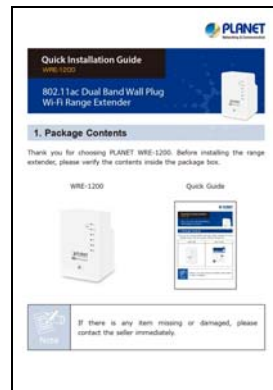 PLANET
Networking & Communication
Quick Installation Guide
WRE-1200
802.11ac Dual Band Wall Plug
Wi-Fi Range Extender
1. Package Contents
Thank you for choosing PLANET WRE-1200. Before installing the range
extender, please verify the contents inside the package box.
WRE-1200
Quick Guide
If there is any item missing or damaged, please
contact the seller immediately.
Note